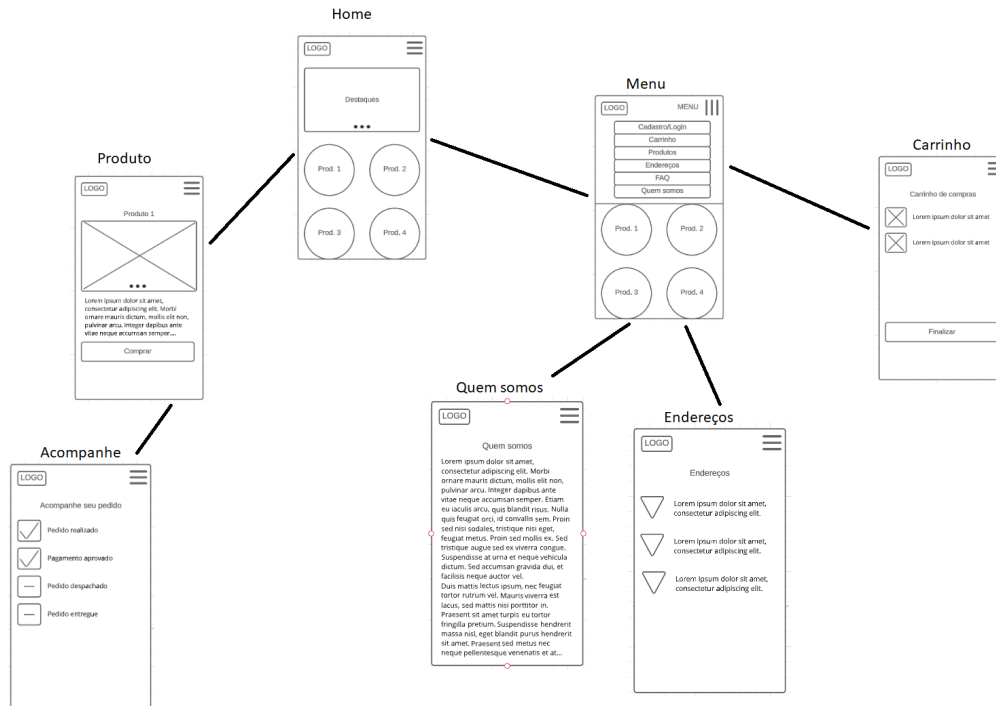 Home
LOGO
Destaques
Prod. 1
Prod. 2
Prod. 3
Prod. 4
Menu
LOGO
MENU
Cadastro/Login
Carrinho
Produtos
Endereços
FAQ
Quem somos
Prod. 1
Prod. 2
Prod. 3
Prod. 4
Carrinho
LOGO
Carrinho de compras
Lorem ipsum dolor sit amet
Lorem ipsum dolor sit amet
Finalizar
Produto
LOGO
Produto 1
Lorem ipsum dolor sit amet,
consectetur adipiscing elit. Morbi
ornare mauris dictum, mollis elit non,
pulvinar arcu. Integer dapibus ante
vitae neque accumsan semper....
Comprar
Acompanhe
LOGO
Acompanhe seu pedido
Pedido realizado
Pagamento aprovado
Pedido despachado
Pedido entregue
Quem somos
LOGO
Quem somos
Lorem ipsum dolor sit amet,
consectetur adipiscing elit. Morbi
ornare mauris dictum, mollis elit non,
pulvinar arcu. Integer dapibus ante
vitae neque accumsan semper. Etiam
eu iaculis arcu, quis blandit risus. Nulla
quis feugiat orci, id convallis sem. Proin
sed nisi sodales, tristique nisi eget,
feugiat metus. Proin sed mollis ex. Sed
tristique augue sed ex viverra congue.
Suspendisse at urna et neque vehicula
dictum. Sed accumsan gravida dui, et
facilisis neque auctor vel.
Duis mattis lectus ipsum, nec feugiat
tortor rutrum vel. Mauris viverra est
lacus, sed mattis nisi porttitor in.
Praesent sit amet turpis eu tortor
fringilla pretium. Suspendisse hendrerit
massa nisl, eget blandit purus hendrerit
sit amet. Praesent sed metus nec
neque pellentesque venenatis et at...
Endereços
LOGO
Endereços
Lorem ipsum dolor sit amet,
consectetur adipiscing elit.
Lorem ipsum dolor sit amet,
consectetur adipiscing elit.
Lorem ipsum dolor sit amet,
consectetur adipiscing elit.